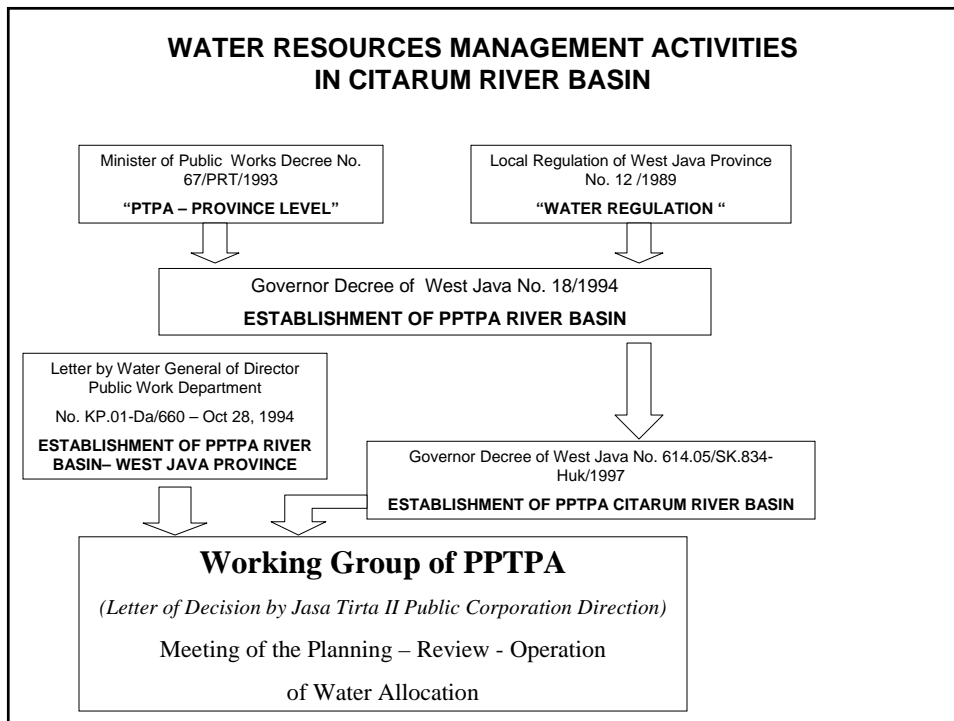 WATER RESOURCES MANAGEMENT ACTIVITIES
IN CITARUM RIVER BASIN
Minister of Public Works Decree No.
67/PRT/1993
“PTPA – PROVINCE LEVEL”
Local Regulation of West Java Province
No. 12 /1989
“WATER REGULATION “
Governor Decree of West Java No. 18/1994
ESTABLISHMENT OF PPTPA RIVER BASIN
Letter by Water General of Director
Public Work Department
No. KP.01-Da/660 – Oct 28, 1994
ESTABLISHMENT OF PPTPA RIVER
BASIN– WEST JAVA PROVINCE
Governor Decree of West Java No. 614.05/SK.834-
Huk/1997
ESTABLISHMENT OF PPTPA CITARUM RIVER BASIN
Working Group of PPTPA
(Letter of Decision by Jasa Tirta II Public Corporation Direction)
Meeting of the Planning – Review - Operation
of Water Allocation